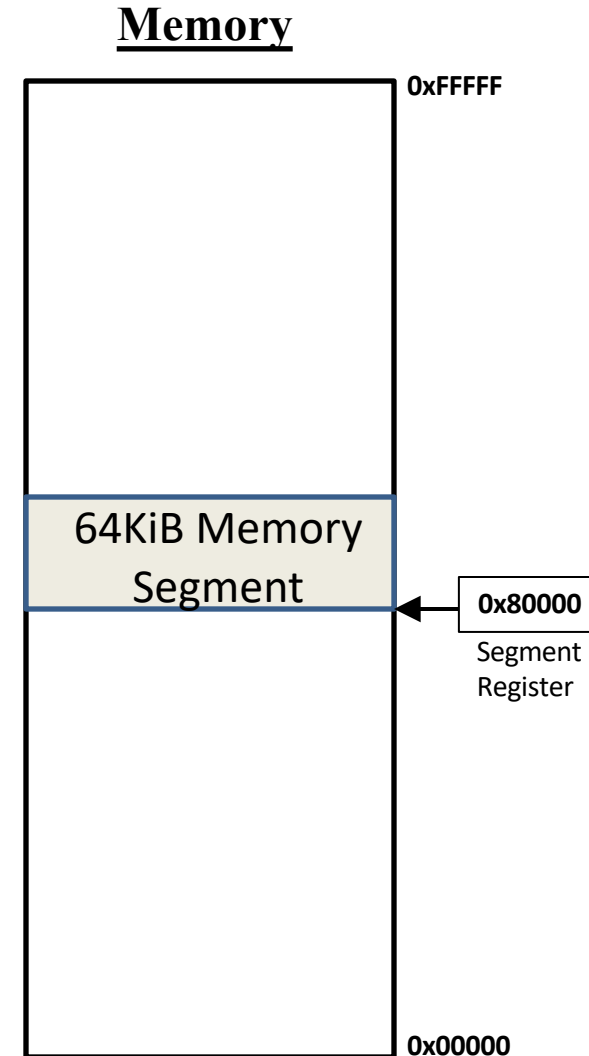 Memory
0xFFFFF
64KiB Memory
Segment
0x80000
Segment
Register
0x00000